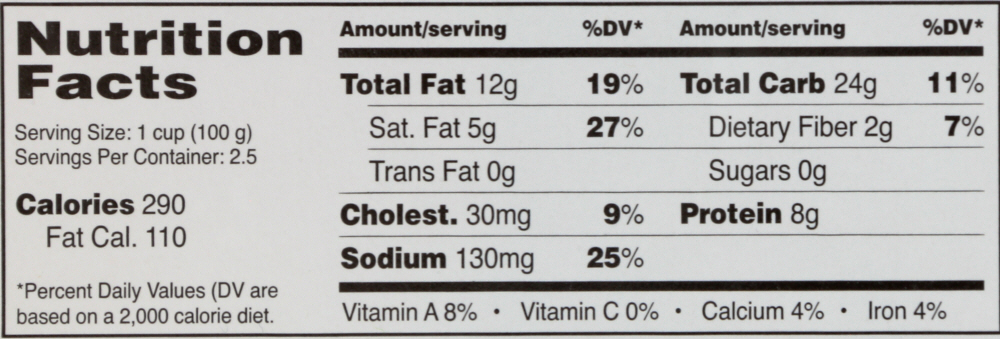 Nutrition
Facts
Serving Size: 1 cup (100 g)
Servings Per Container: 2.5
Calories 290
Fat Cal. 110
*Percent Daily Values (DV are
based on a 2,000 calorie diet.
Amount/serving %DV* Amount/serving %DV*
Total Fat 12g 19% Total Carb 24g 11%
Sat. Fat 5g 27% Dietary Fiber 2g 7%
Trans Fat 0g Sugars 0g
Cholest. 30mg 9% Protein 8g
Sodium 130mg 25%
Vitamin A 8% • Vitamin C 0% • Calcium 4% • Iron 4%